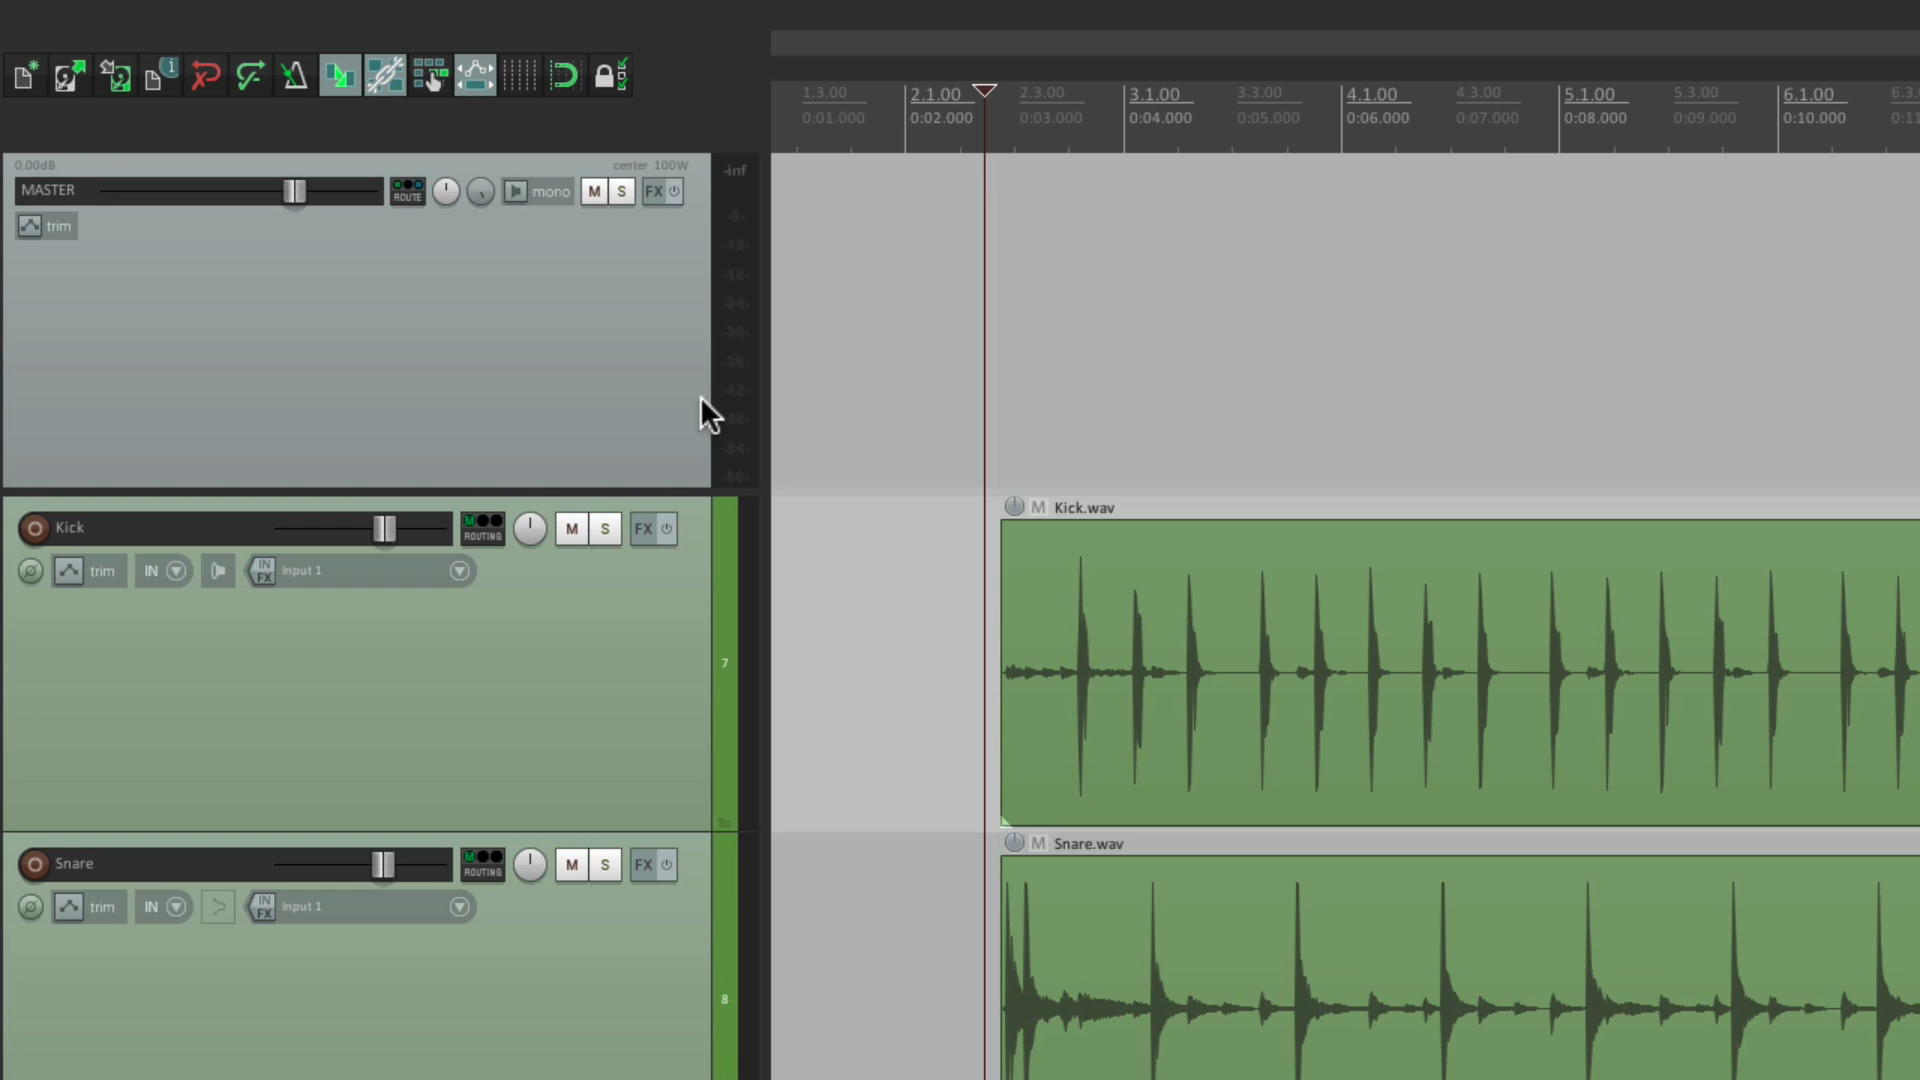 1.3.00 2.1.00 2.3.00 3.1.00 3.3.00 4.1.00 4.3.00 5.1.00 5.3.00 6.1.00 6.3.
0:01.000 0:02.000 0:03.000 0:04.000 0:05.000 0:06.000 0:07.000 0:08.000 0:09.000 0:10.000 0:11
0.00dB center 100W -inf
MASTER ROUTE mono M S FX
trim
-6-
-12-
-18-
-24-
-30-
-36-
-42-
-48-
-54-
-60-
M Kick.wav
Kick M ROUTING M S FX
trim IN IN FX Input 1
7
M Snare.wav
Snare M ROUTING M S FX
trim IN IN FX Input 1
8